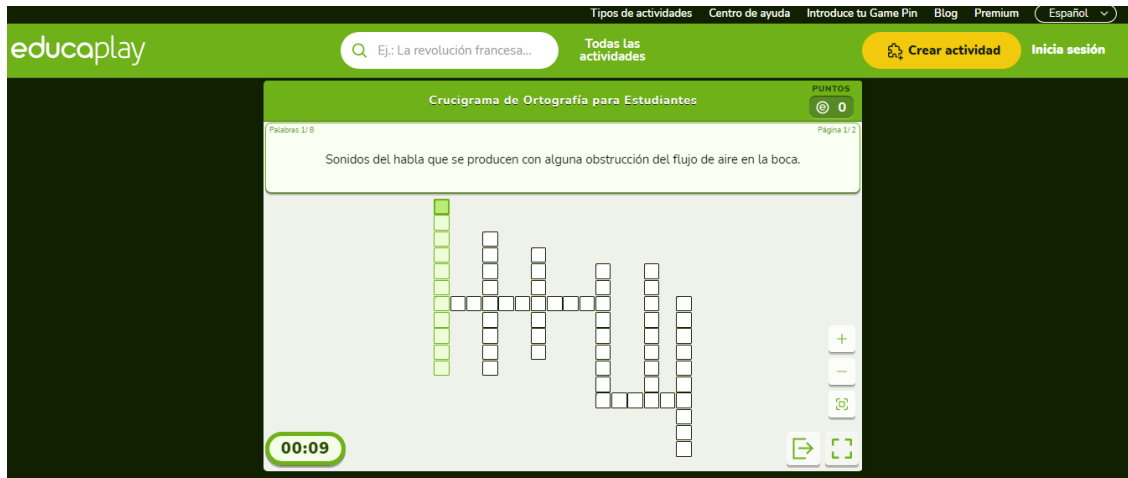 Tipos de actividades Centro de ayuda Introduce tu Game Pin Blog Premium Español
educaplay
Ej.: La revolución francesa...
Todas las
actividades
Crear actividad
Inicia sesión
Crucigrama de Ortografía para Estudiantes
PUNTOS
0
Palabras 1/ 8
Página 1/ 2
Sonidos del habla que se producen con alguna obstrucción del flujo de aire en la boca.
00:09